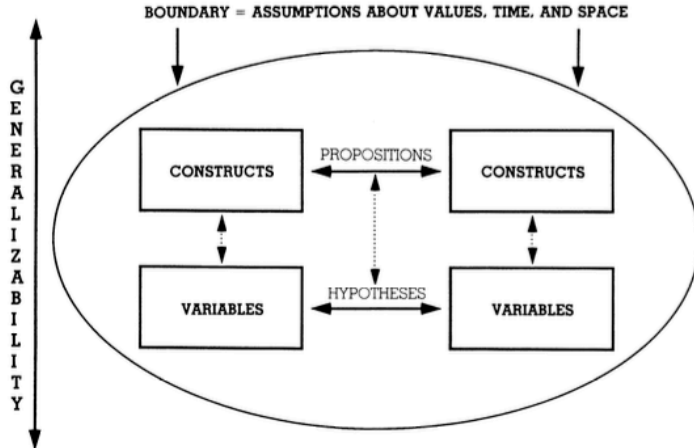 BOUNDARY = ASSUMPTIONS ABOUT VALUES, TIME, AND SPACE
GENERALIZABILITY
CONSTRUCTS
PROPOSITIONS
CONSTRUCTS
VARIABLES
HYPOTHESES
VARIABLES